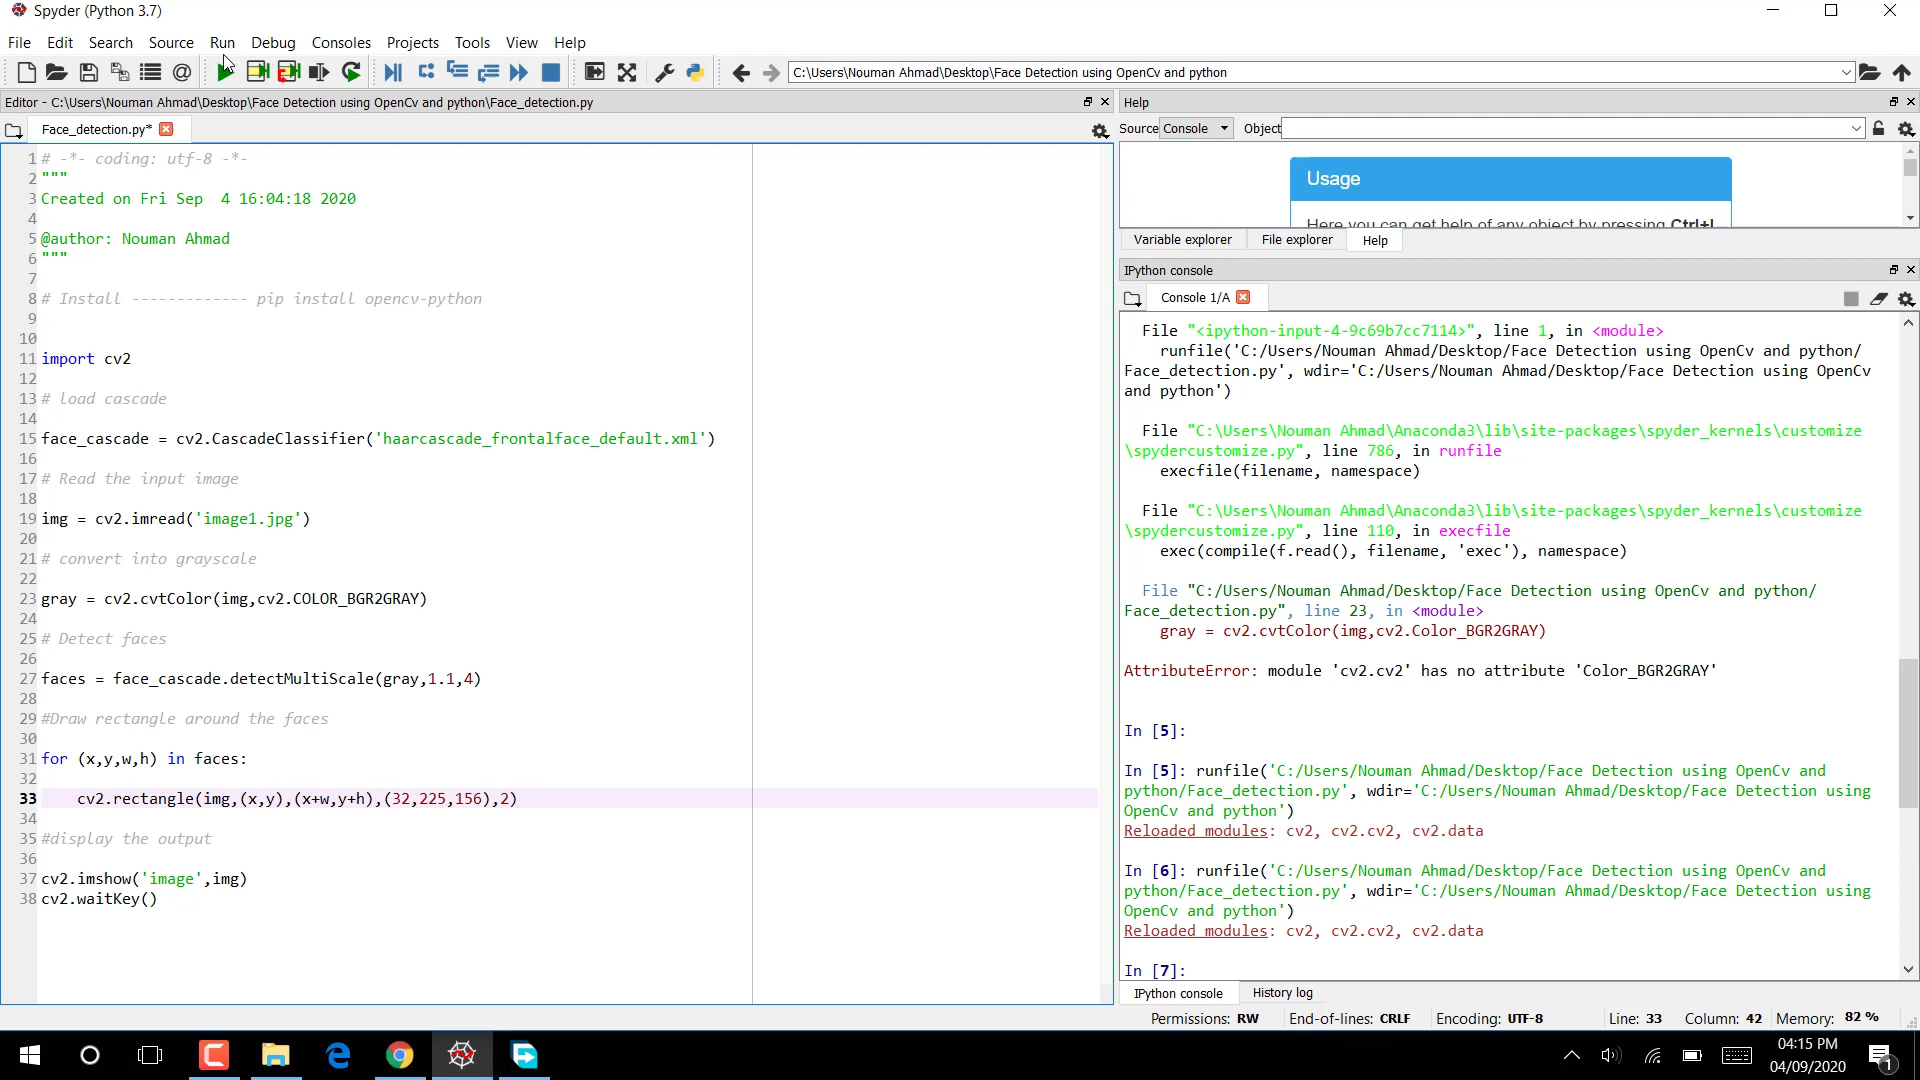 Spyder (Python 3.7)
File Edit Search Source Run Debug Consoles Projects Tools View Help
C:\Users\Nouman Ahmad\Desktop\Face Detection using OpenCv and python
Editor - C:\Users\Nouman Ahmad\Desktop\Face Detection using OpenCv and python\Face_detection.py
Face_detection.py*
1 # -*- coding: utf-8 -*-
2 """
3 Created on Fri Sep  4 16:04:18 2020
4
5 @author: Nouman Ahmad
6 """
7
8 # Install ------------- pip install opencv-python
9
10
11 import cv2
12
13 # load cascade
14
15 face_cascade = cv2.CascadeClassifier('haarcascade_frontalface_default.xml')
16
17 # Read the input image
18
19 img = cv2.imread('image1.jpg')
20
21 # convert into grayscale
22
23 gray = cv2.cvtColor(img,cv2.COLOR_BGR2GRAY)
24
25 # Detect faces
26
27 faces = face_cascade.detectMultiScale(gray,1.1,4)
28
29 #Draw rectangle around the faces
30
31 for (x,y,w,h) in faces:
32
33     cv2.rectangle(img,(x,y),(x+w,y+h),(32,225,156),2)
34
35 #display the output
36
37 cv2.imshow('image',img)
38 cv2.waitKey()
Help
Source Console Object
Usage
Here you can get help of any object by pressing Ctrl+I
Variable explorer File explorer Help
IPython console
Console 1/A
File "<ipython-input-4-9c69b7cc7114>", line 1, in <module>
runfile('C:/Users/Nouman Ahmad/Desktop/Face Detection using OpenCv and python/
Face_detection.py', wdir='C:/Users/Nouman Ahmad/Desktop/Face Detection using OpenCv
and python')
File "C:\Users\Nouman Ahmad\Anaconda3\lib\site-packages\spyder_kernels\customize
\spydercustomize.py", line 786, in runfile
execfile(filename, namespace)
File "C:\Users\Nouman Ahmad\Anaconda3\lib\site-packages\spyder_kernels\customize
\spydercustomize.py", line 110, in execfile
exec(compile(f.read(), filename, 'exec'), namespace)
File "C:/Users/Nouman Ahmad/Desktop/Face Detection using OpenCv and python/
Face_detection.py", line 23, in <module>
gray = cv2.cvtColor(img,cv2.Color_BGR2GRAY)
AttributeError: module 'cv2.cv2' has no attribute 'Color_BGR2GRAY'
In [5]:
In [5]: runfile('C:/Users/Nouman Ahmad/Desktop/Face Detection using OpenCv and
python/Face_detection.py', wdir='C:/Users/Nouman Ahmad/Desktop/Face Detection using
OpenCv and python')
Reloaded modules: cv2, cv2.cv2, cv2.data
In [6]: runfile('C:/Users/Nouman Ahmad/Desktop/Face Detection using OpenCv and
python/Face_detection.py', wdir='C:/Users/Nouman Ahmad/Desktop/Face Detection using
OpenCv and python')
Reloaded modules: cv2, cv2.cv2, cv2.data
In [7]:
IPython console History log
Permissions: RW End-of-lines: CRLF Encoding: UTF-8 Line: 33 Column: 42 Memory: 82 %
04:15 PM
04/09/2020
1